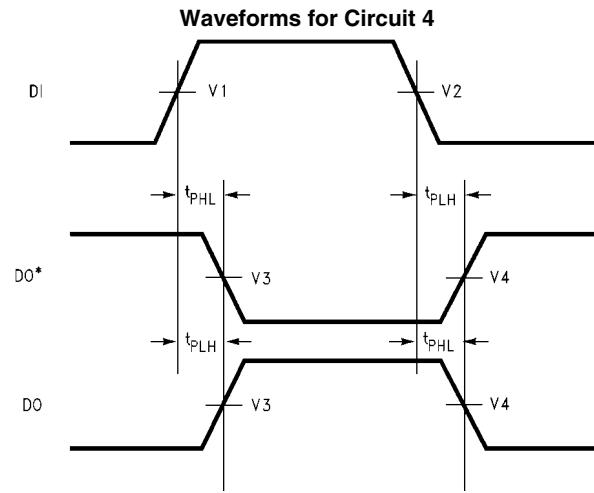 Waveforms for Circuit 4
DI V1 V2
tPHL tPLH
DO* V3 V4
tPLH tPHL
DO V3 V4